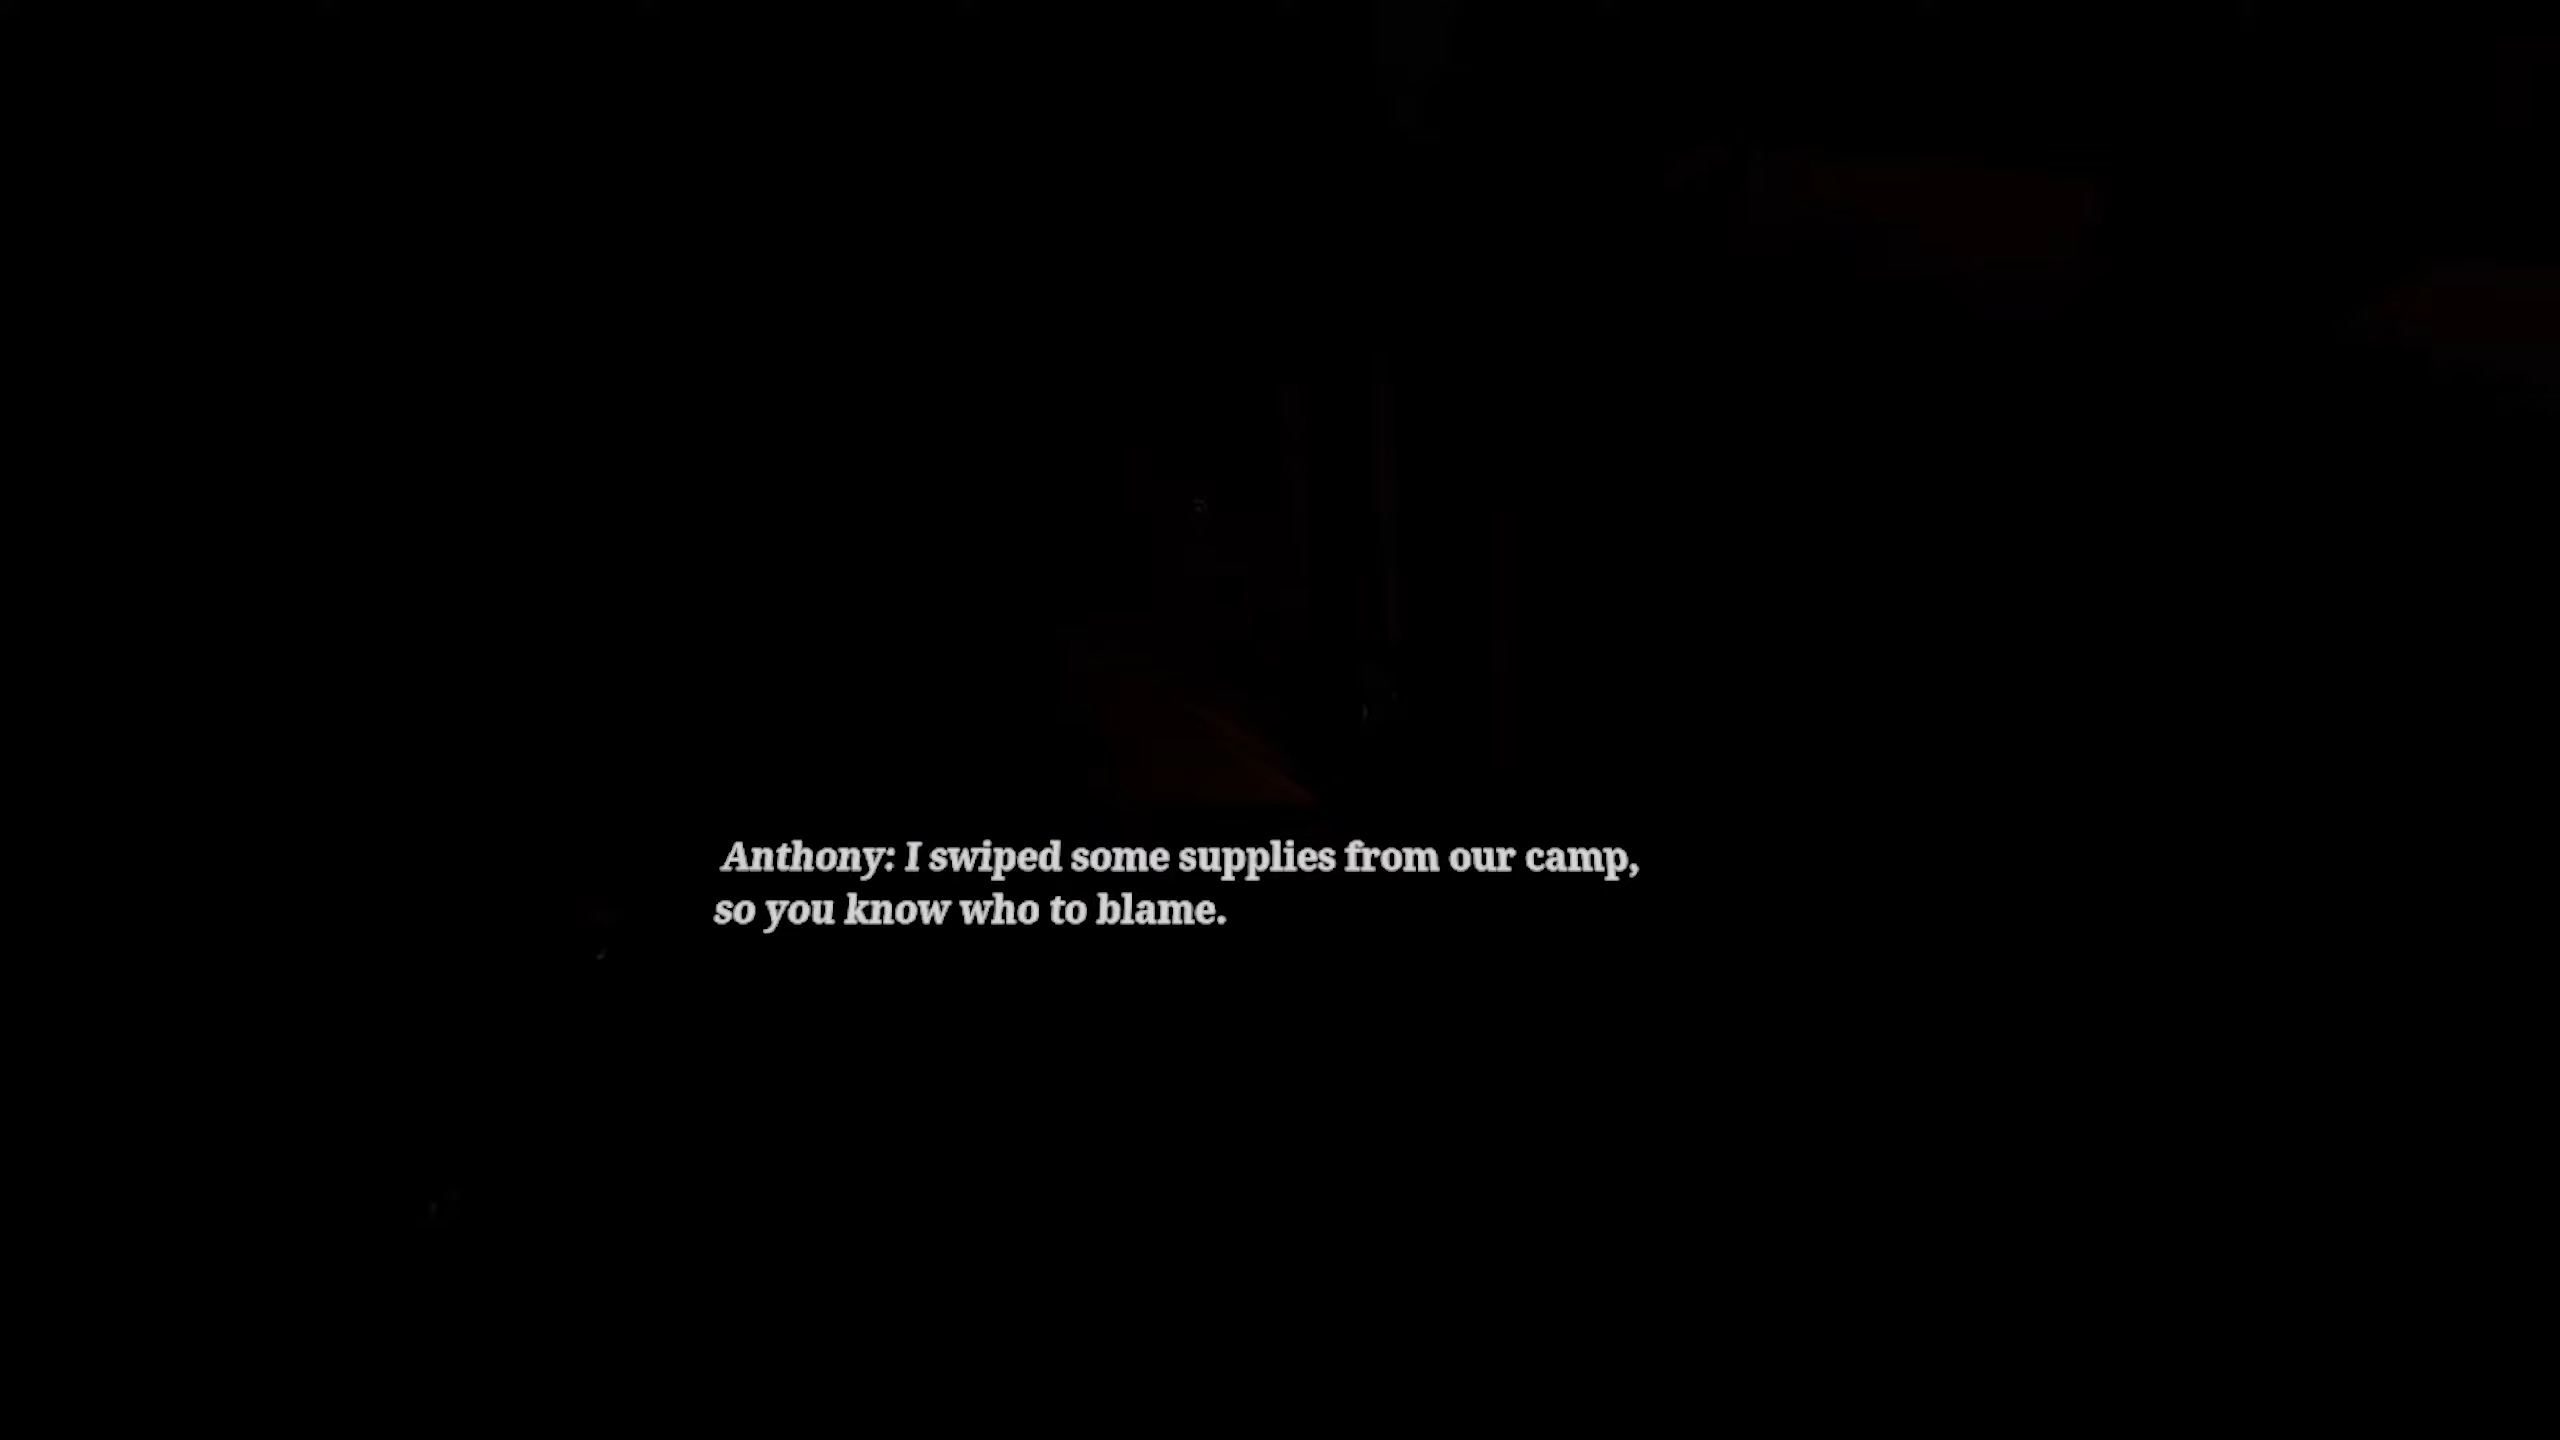 Anthony: I swiped some supplies from our camp,
so you know who to blame.